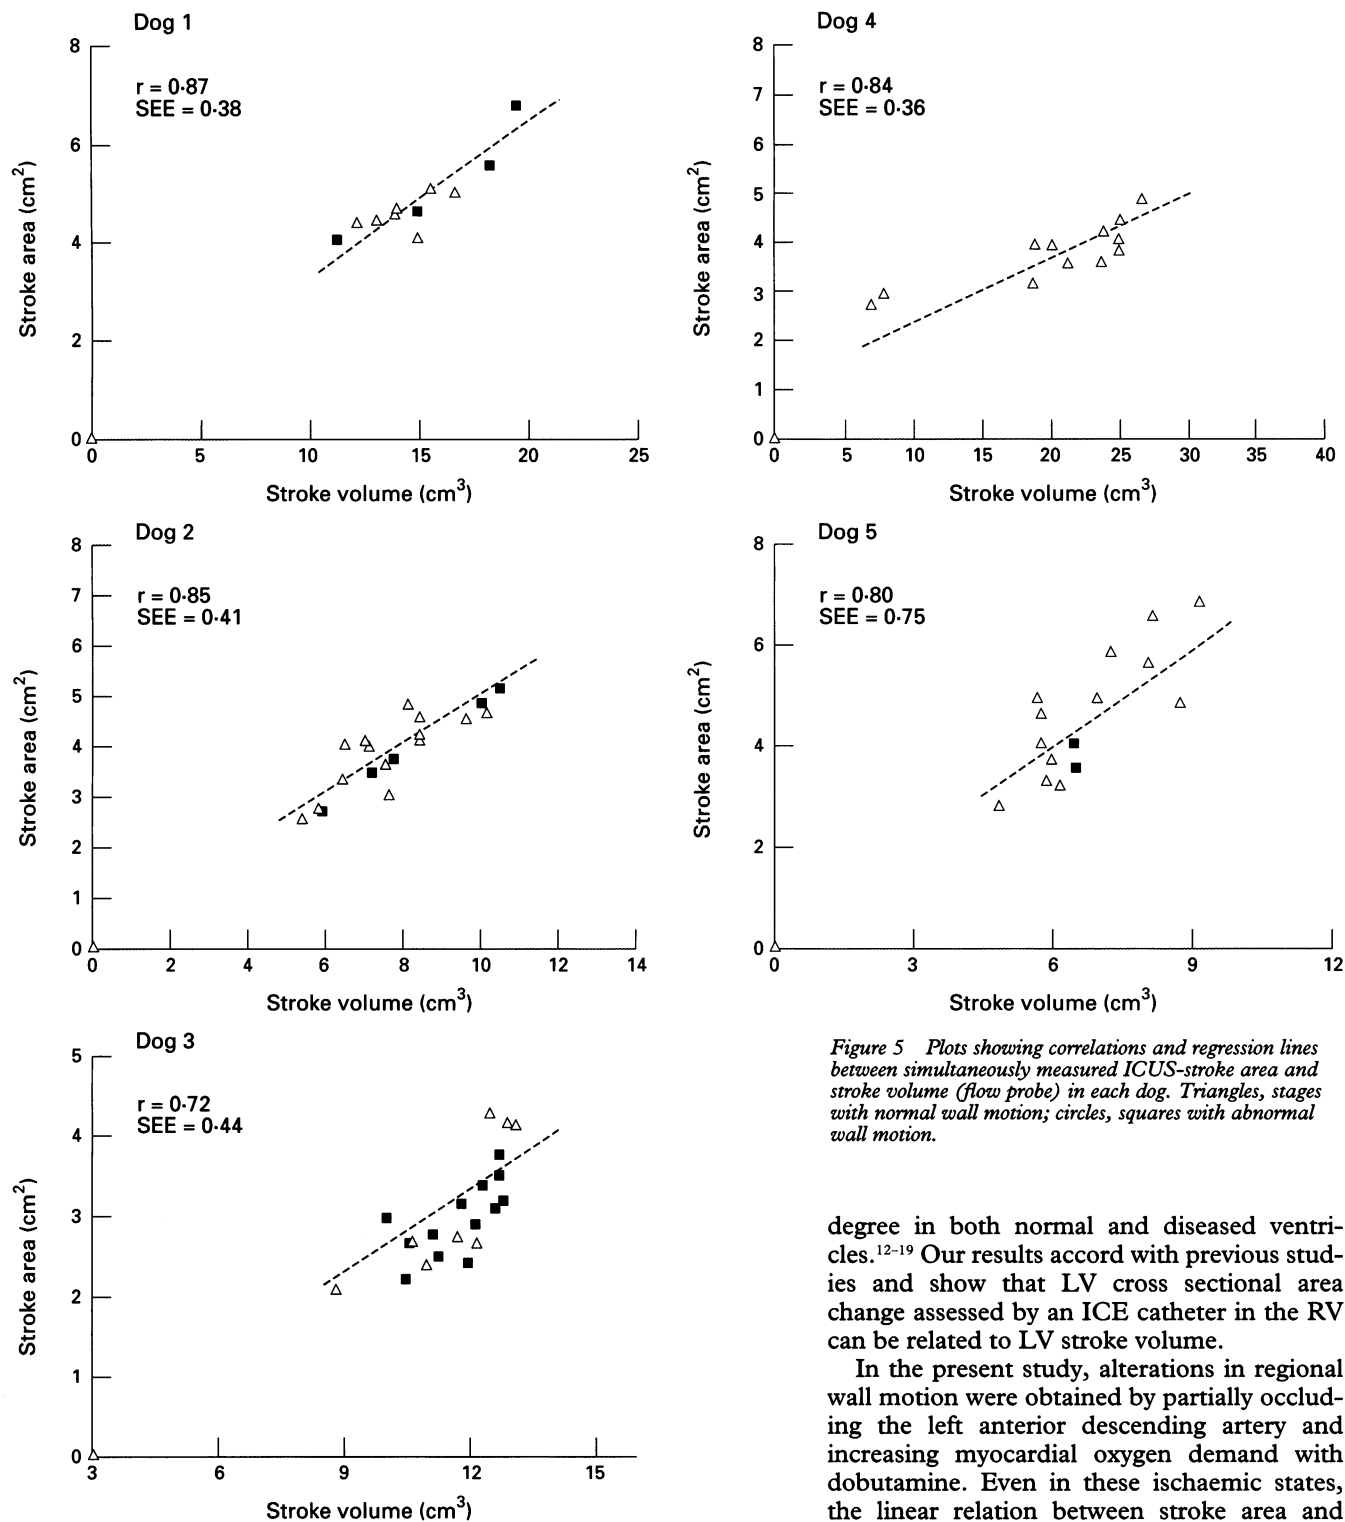 Dog 1
r = 0·87
SEE = 0·38
8
6
4
2
0
0 5 10 15 20 25
Stroke area (cm²)
Stroke volume (cm³)
Dog 4
r = 0·84
SEE = 0·36
8
7
6
5
4
3
2
1
0
0 5 10 15 20 25 30 35 40
Stroke area (cm²)
Stroke volume (cm³)
Dog 2
r = 0·85
SEE = 0·41
8
7
6
5
4
3
2
1
0
0 2 4 6 8 10 12 14
Stroke area (cm²)
Stroke volume (cm³)
Dog 5
r = 0·80
SEE = 0·75
8
6
4
2
0
0 3 6 9 12
Stroke area (cm²)
Stroke volume (cm³)
Dog 3
r = 0·72
SEE = 0·44
5
4
3
2
1
0
3 6 9 12 15
Stroke area (cm²)
Stroke volume (cm³)
Figure 5 Plots showing correlations and regression lines
between simultaneously measured ICUS-stroke area and
stroke volume (flow probe) in each dog. Triangles, stages
with normal wall motion; circles, squares with abnormal
wall motion.
degree in both normal and diseased ventri-
cles.¹²⁻¹⁹ Our results accord with previous stud-
ies and show that LV cross sectional area
change assessed by an ICE catheter in the RV
can be related to LV stroke volume.
In the present study, alterations in regional
wall motion were obtained by partially occlud-
ing the left anterior descending artery and
increasing myocardial oxygen demand with
dobutamine. Even in these ischaemic states,
the linear relation between stroke area and